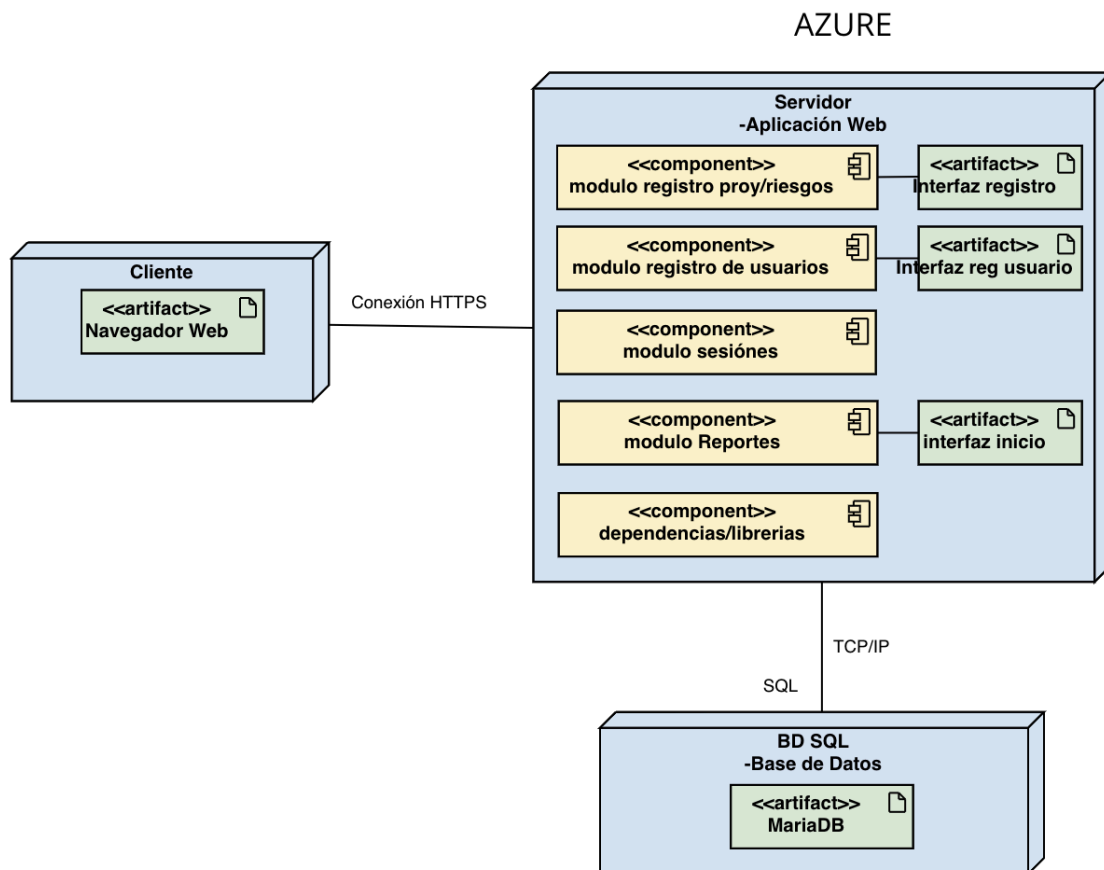 AZURE
Servidor
-Aplicación Web
<<component>>
modulo registro proy/riesgos
<<artifact>>
Interfaz registro
<<component>>
modulo registro de usuarios
<<artifact>>
Interfaz reg usuario
Cliente
<<artifact>>
Navegador Web
Conexión HTTPS
<<component>>
modulo sesiónes
<<component>>
modulo Reportes
<<artifact>>
interfaz inicio
<<component>>
dependencias/librerias
TCP/IP
SQL
BD SQL
-Base de Datos
<<artifact>>
MariaDB